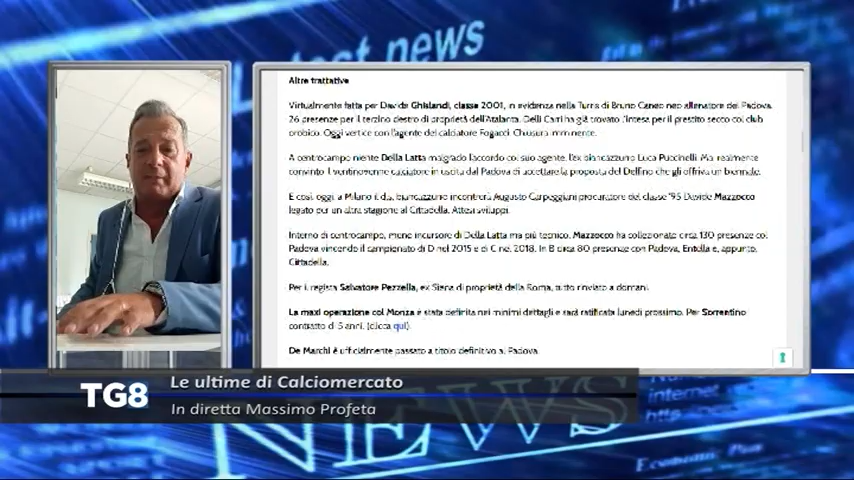 Latest news
Altre trattative
Virtualmente fatta per Davide Ghislandi, classe 2001, in evidenza nella Turris di Bruno Caneo neo allenatore del Padova.
26 presenze per il terzino destro di proprietà dell'Atalanta. Delli Carri ha già trovato l'intesa per il prestito secco col club
orobico. Oggi vertice con l'agente del calciatore Fogacci. Chiusura imminente.
A centrocampo niente Della Latta malgrado l'accordo col suo agente, l'ex biancazzurro Luca Puccinelli. Mai realmente
convinto il ventinovenne calciatore in uscita dal Padova di accettare la proposta del Delfino che gli offriva un biennale.
E così, oggi, a Milano il d.s. biancazzurro incontrerà Augusto Carpeggiani procuratore del classe '95 Davide Mazzocco
legato per un altra stagione al Cittadella. Attesi sviluppi.
Interno di centrocampo, meno incursore di Della Latta ma più tecnico, Mazzocco ha collezionato circa 130 presenze col
Padova vincendo il campionato di D nel 2015 e di C nel 2018. In B circa 80 presenze con Padova, Entella e, appunto,
Cittadella.
Per il regista Salvatore Pezzella, ex Siena di proprietà della Roma, tutto rinviato a domani.
La maxi operazione col Monza è stata definita nei minimi dettagli e sarà ratificata lunedì prossimo. Per Sorrentino
contratto di 5 anni. (clicca qui).
De Marchi è ufficialmente passato a titolo definitivo al Padova.
TG8
Le ultime di Calciomercato
In diretta Massimo Profeta
NEWS
internet
http
Economic